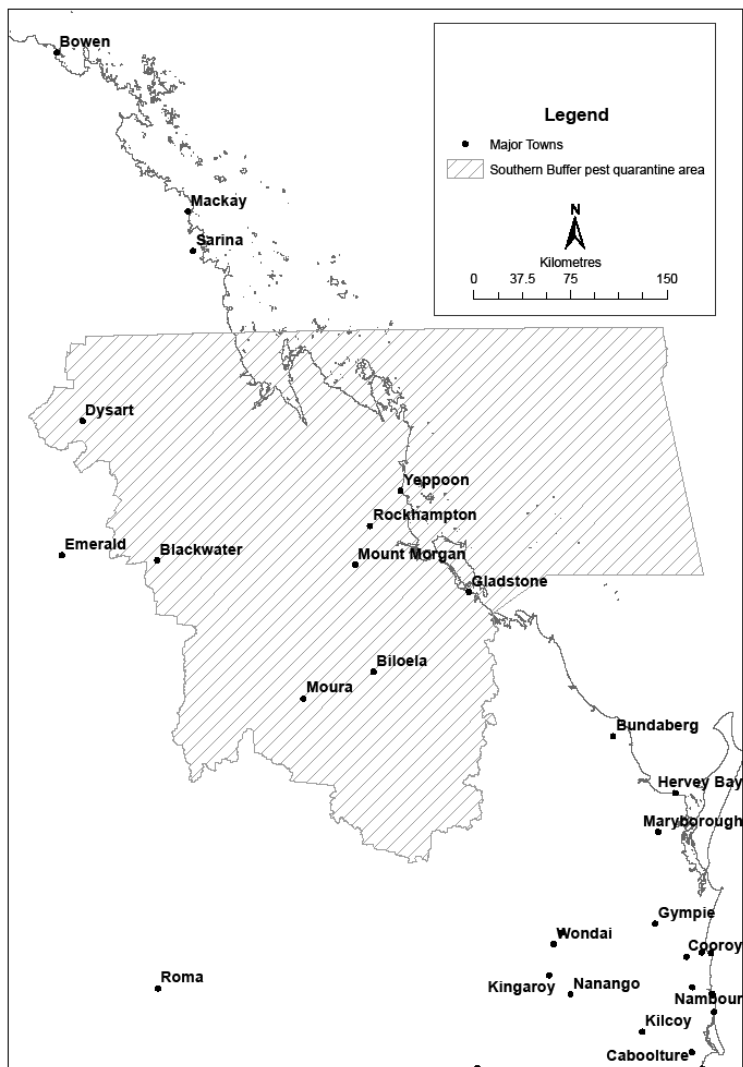 Bowen
Legend
Major Towns
Southern Buffer pest quarantine area
N
Kilometres
0 37.5 75 150
Mackay
Sarina
Dysart
Yeppoon
Rockhampton
Emerald
Blackwater
Mount Morgan
Gladstone
Biloela
Moura
Bundaberg
Hervey Bay
Maryborough
Gympie
Wondai
Cooroy
Roma
Kingaroy
Nanango
Nambour
Kilcoy
Caboolture